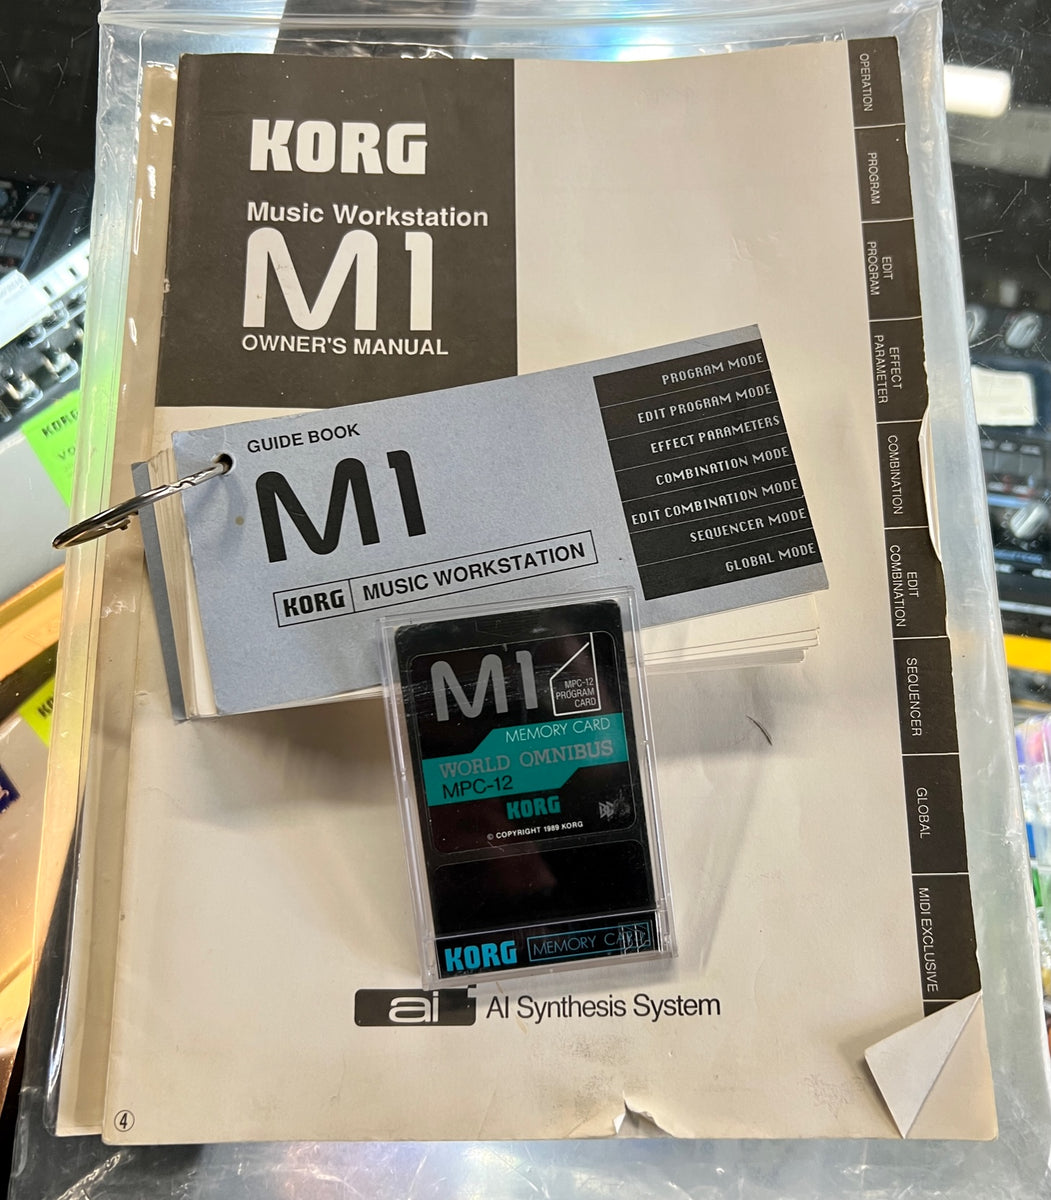 KORG
Music Workstation
M1
OWNER'S MANUAL
OPERATION
PROGRAM
EDIT
PROGRAM
EFFECT
PARAMETER
COMBINATION
EDIT
COMBINATION
SEQUENCER
GLOBAL
MIDI EXCLUSIVE
GUIDE BOOK
M1
KORG MUSIC WORKSTATION
PROGRAM MODE
EDIT PROGRAM MODE
EFFECT PARAMETERS
COMBINATION MODE
EDIT COMBINATION MODE
SEQUENCER MODE
GLOBAL MODE
M1
MPC-12
PROGRAM
CARD
MEMORY CARD
WORLD OMNIBUS
MPC-12
KORG
© COPYRIGHT 1989 KORG
KORG MEMORY CARD
ai AI Synthesis System
④
KORG